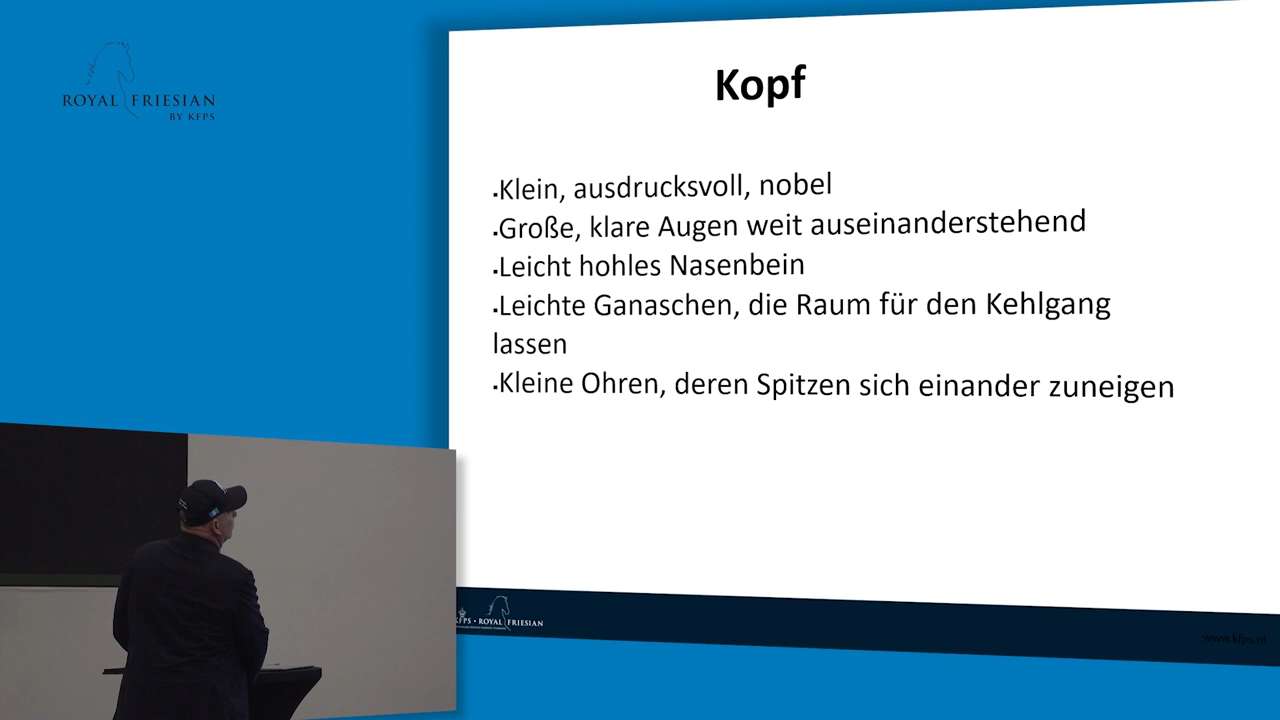 ROYAL FRIESIAN
BY KFPS
Kopf
▪Klein, ausdrucksvoll, nobel
▪Große, klare Augen weit auseinanderstehend
▪Leicht hohles Nasenbein
▪Leichte Ganaschen, die Raum für den Kehlgang
lassen
▪Kleine Ohren, deren Spitzen sich einander zuneigen
KFPS • ROYAL FRIESIAN
www.kfps.nl